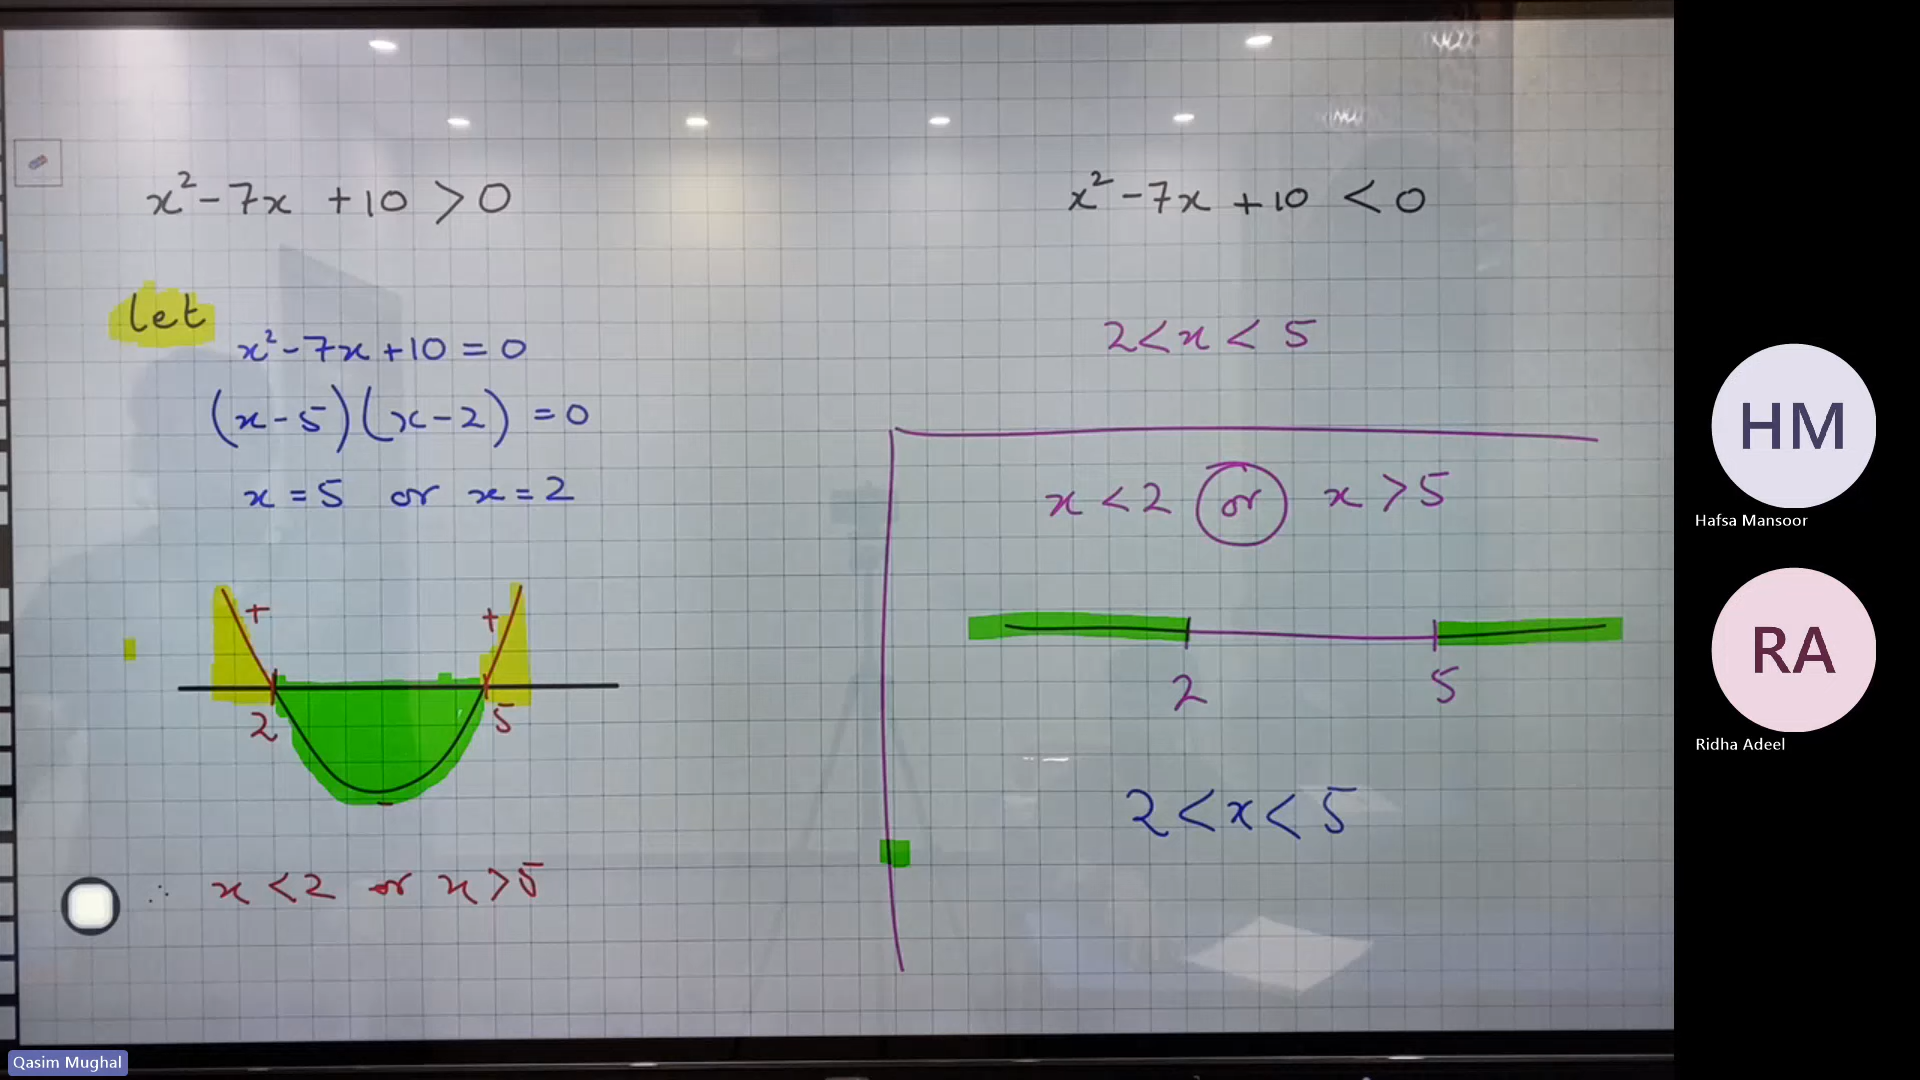 x² - 7x + 10 > 0
let
x² - 7x + 10 = 0
(x - 5)(x - 2) = 0
x = 5 or x = 2
+ +
2 5
-
∴ x < 2 or x > 5
x² - 7x + 10 < 0
2 < x < 5
x < 2 or x > 5
2 5
2 < x < 5
HM
Hafsa Mansoor
RA
Ridha Adeel
Qasim Mughal